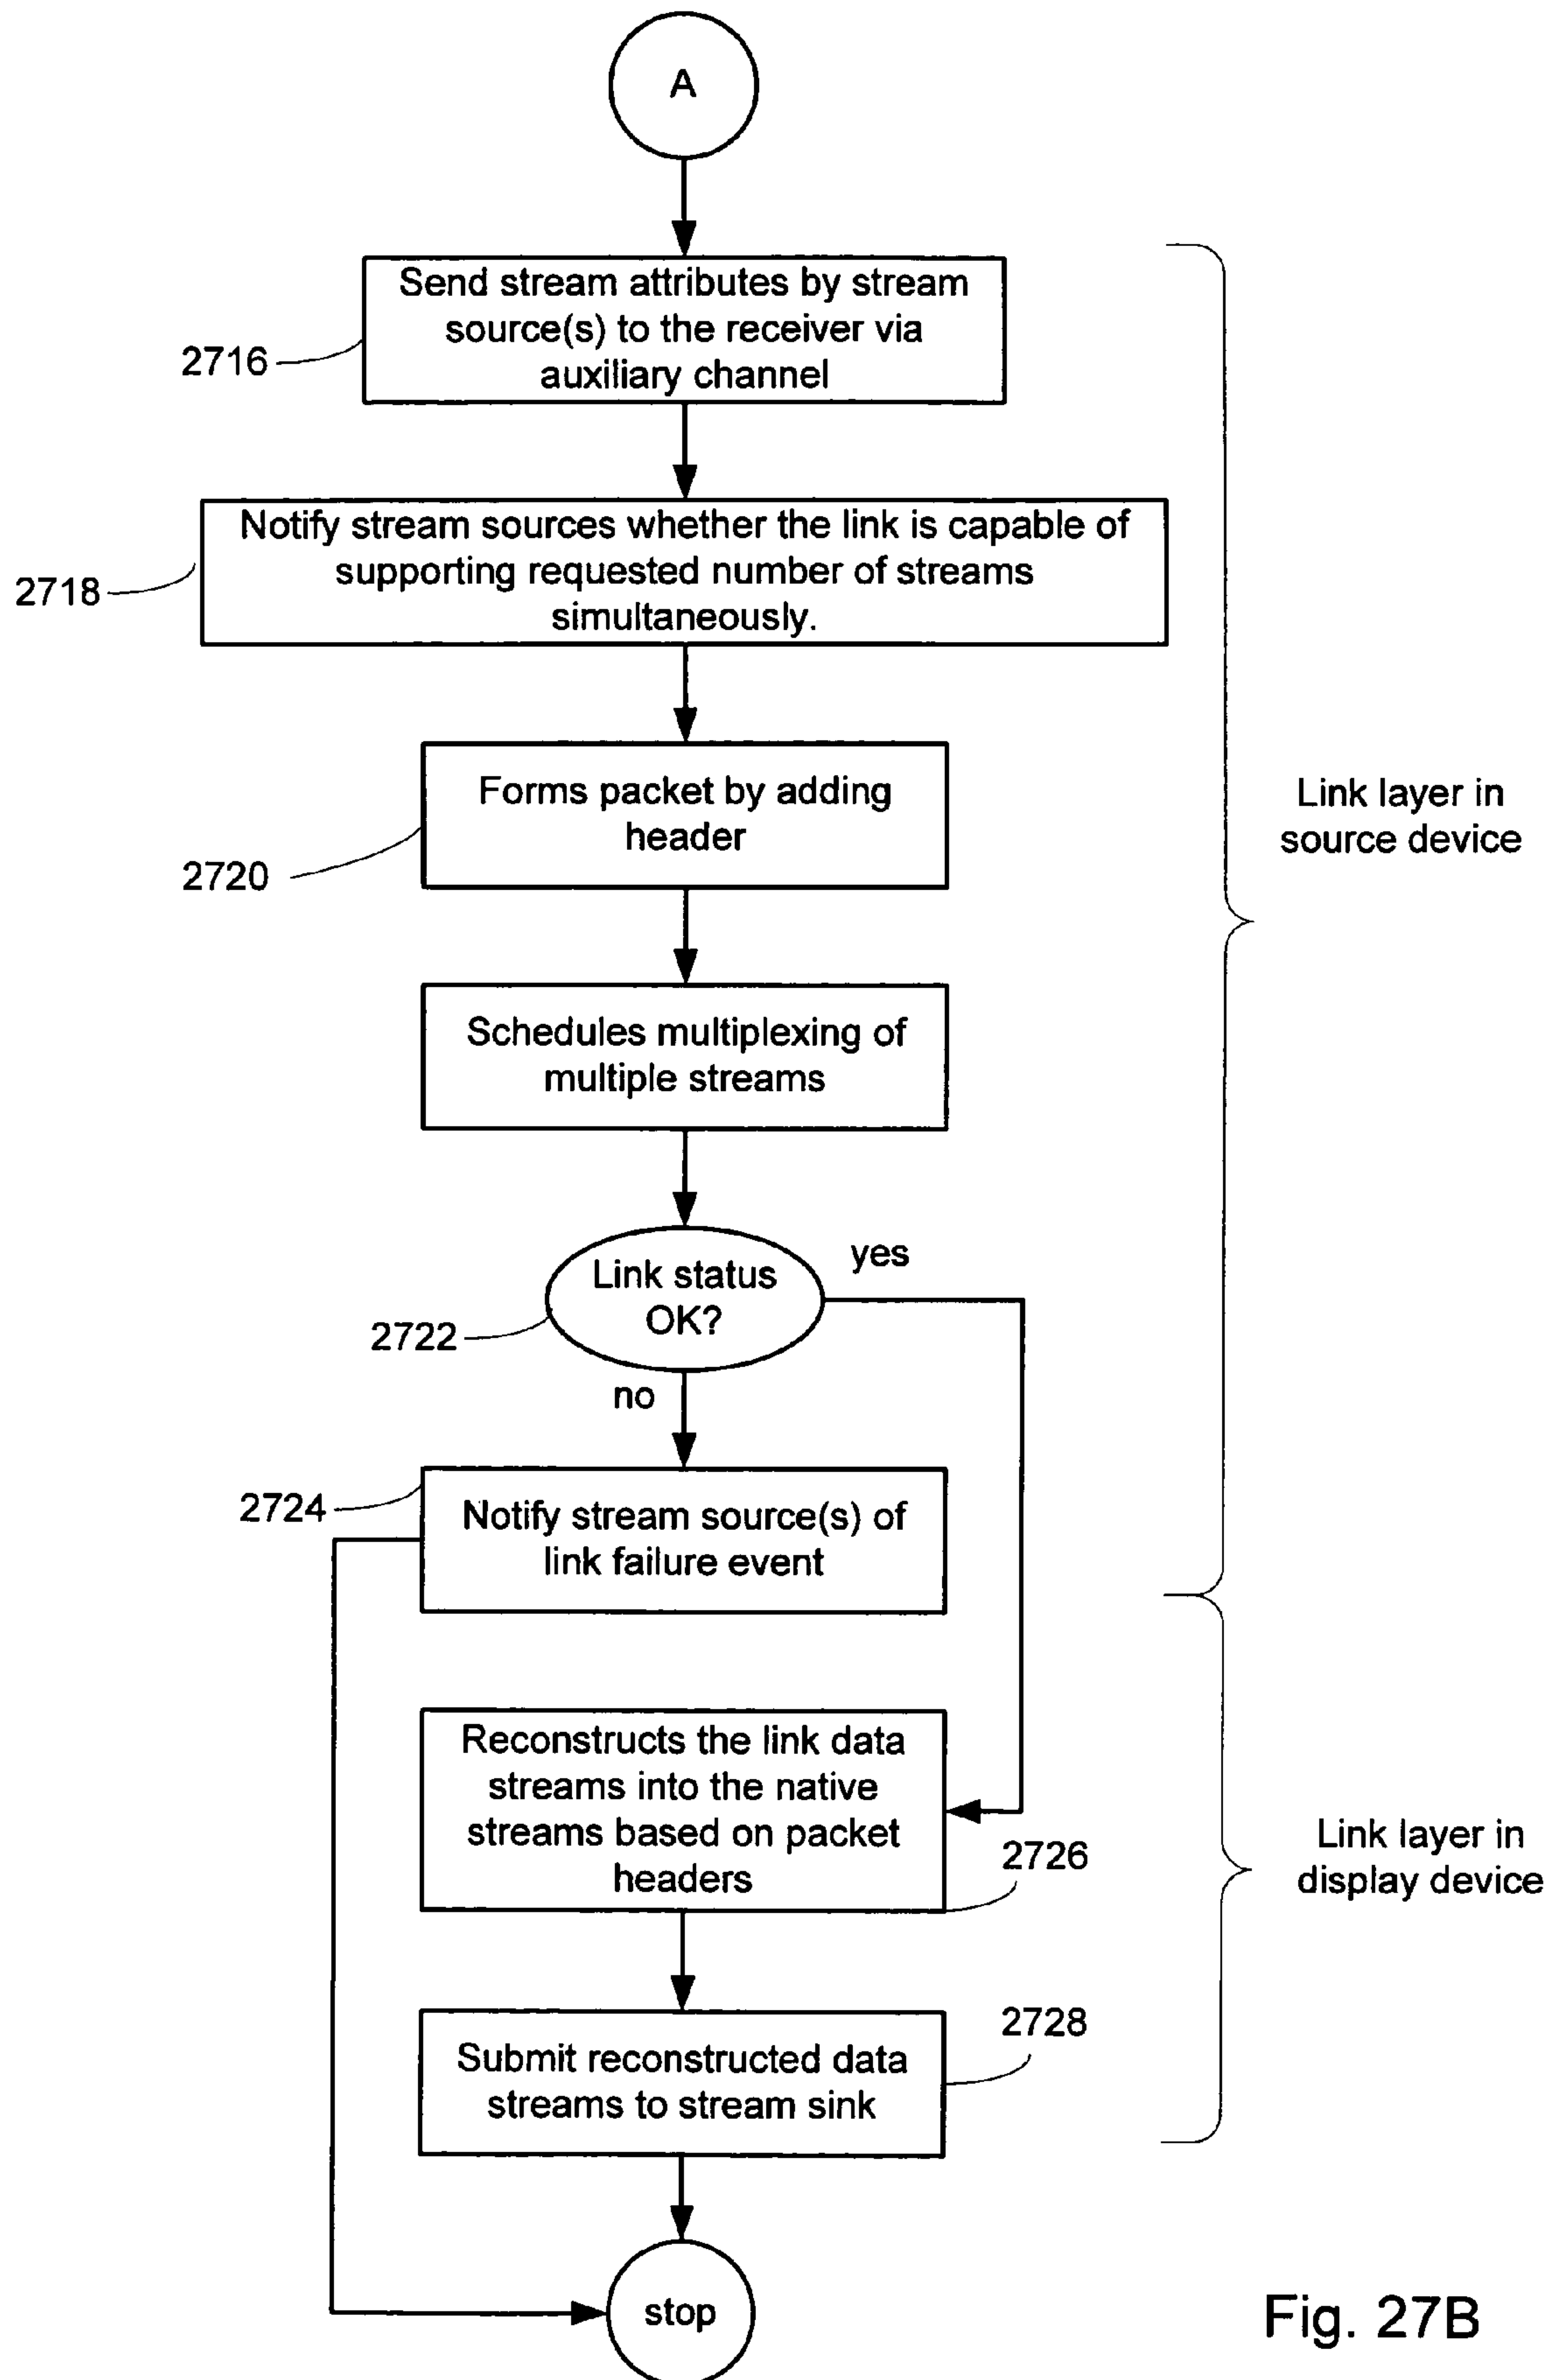 A
Send stream attributes by stream
source(s) to the receiver via
auxiliary channel
2716
Notify stream sources whether the link is capable of
supporting requested number of streams
simultaneously.
2718
Forms packet by adding
header
2720
Link layer in
source device
Schedules multiplexing of
multiple streams
Link status
OK?
yes
2722
no
2724
Notify stream source(s) of
link failure event
Reconstructs the link data
streams into the native
streams based on packet
headers
2726
Link layer in
display device
2728
Submit reconstructed data
streams to stream sink
stop
Fig. 27B